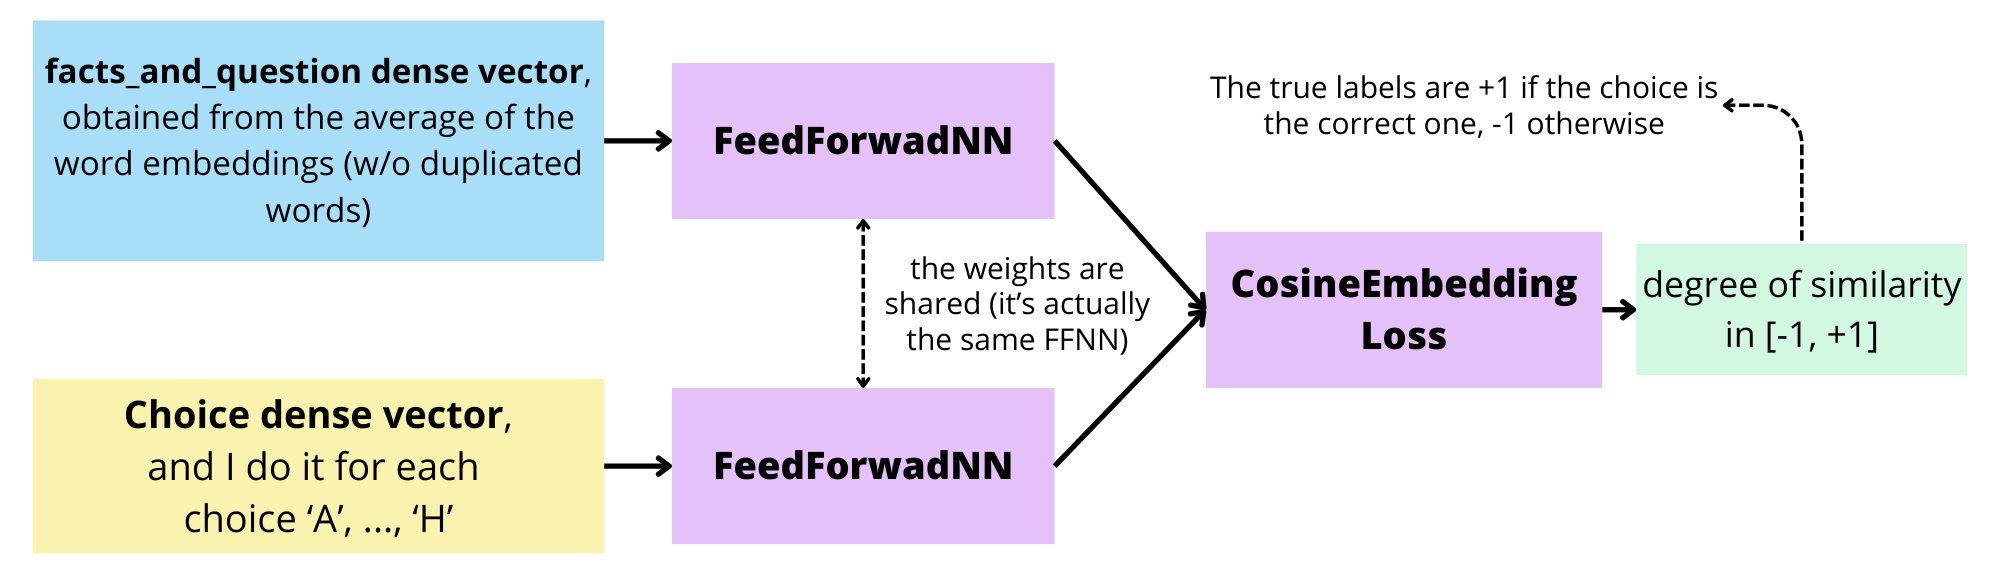 facts_and_question dense vector,
obtained from the average of the
word embeddings (w/o duplicated
words)
FeedForwadNN
The true labels are +1 if the choice is
the correct one, -1 otherwise
the weights are
shared (it’s actually
the same FFNN)
CosineEmbedding
Loss
degree of similarity
in [-1, +1]
Choice dense vector,
and I do it for each
choice ‘A’, ..., ‘H’
FeedForwadNN